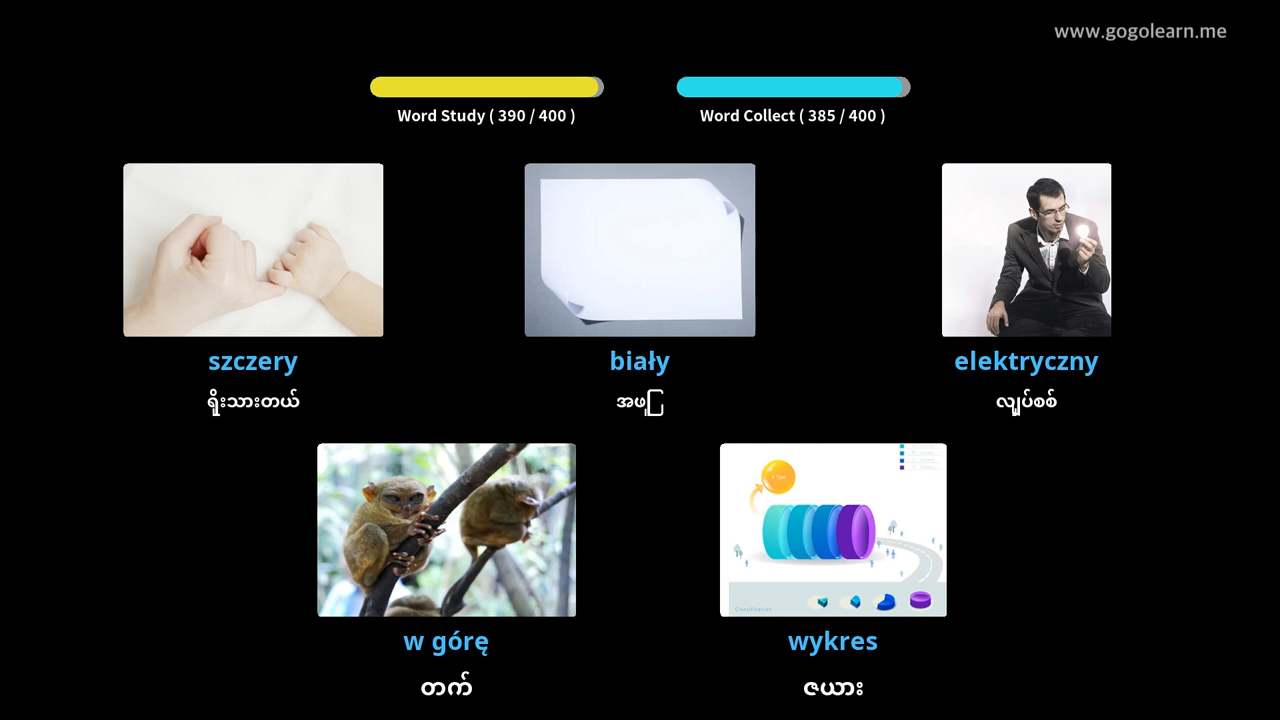 www.gogolearn.me
Word Study ( 390 / 400 )
Word Collect ( 385 / 400 )
szczery
biały
elektryczny
ရိုးသားတယ်
အဖြူ
လျှပ်စစ်
w górę
wykres
တက်
ဇယား
Classification